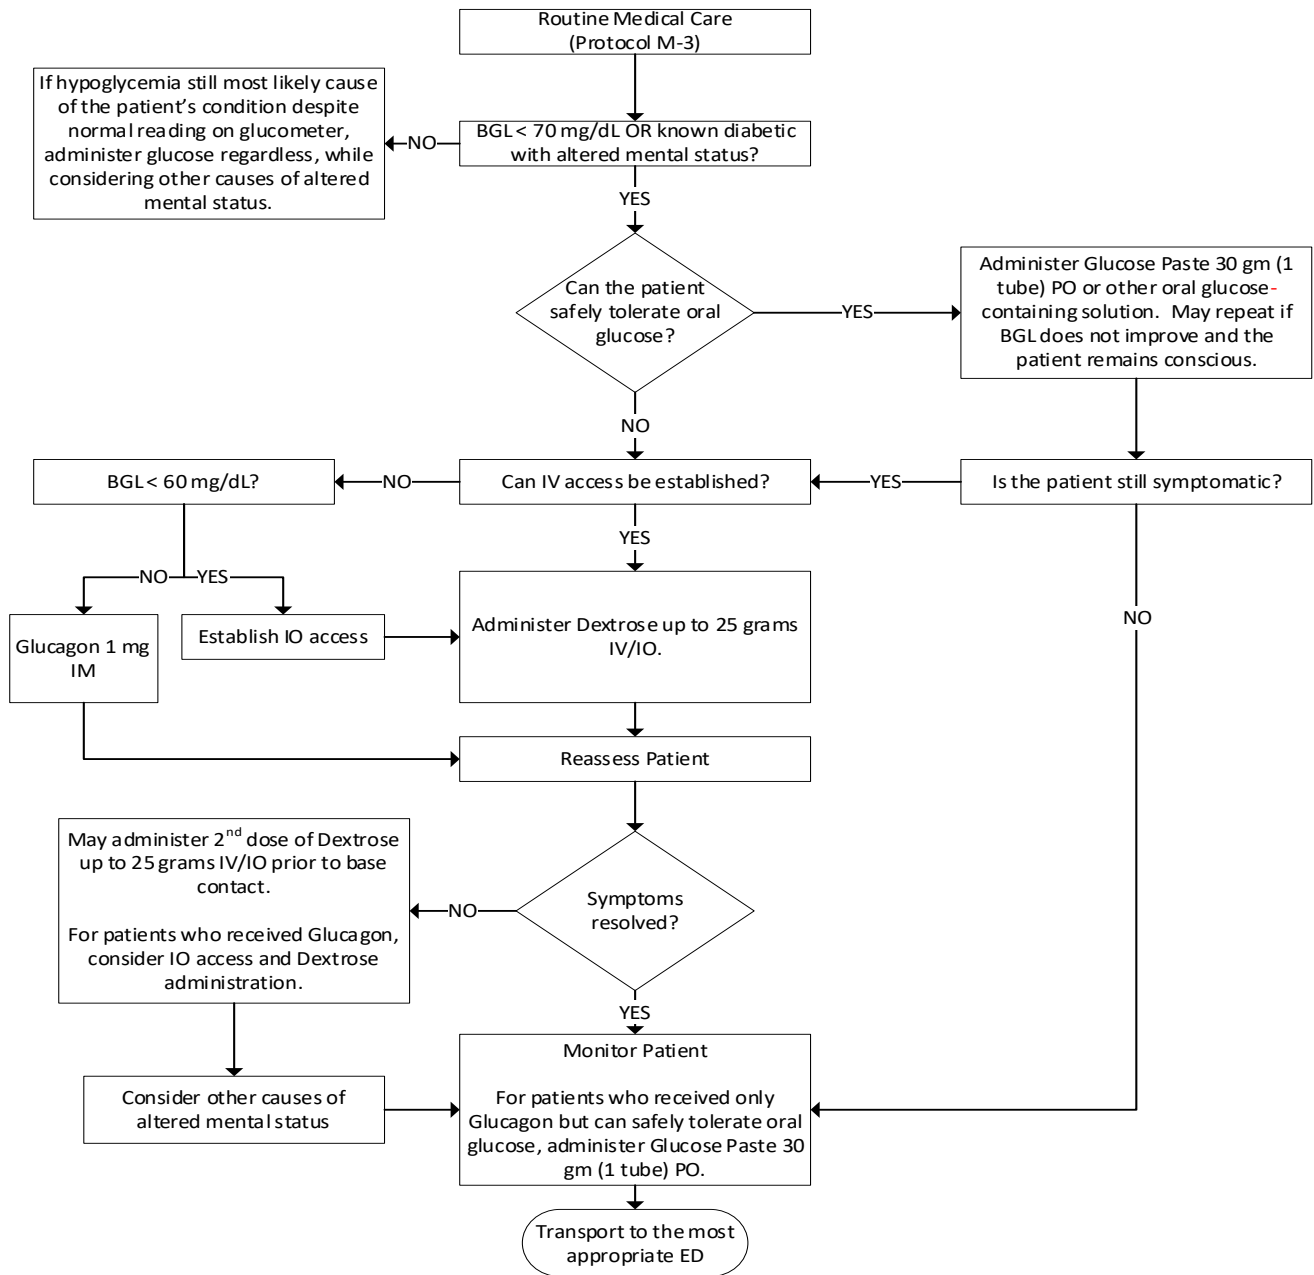 Routine Medical Care
(Protocol M-3)
If hypoglycemia still most likely cause
of the patient's condition despite
normal reading on glucometer,
administer glucose regardless, while
considering other causes of altered
mental status.
NO
BGL < 70 mg/dL OR known diabetic
with altered mental status?
YES
Can the patient
safely tolerate oral
glucose?
YES
Administer Glucose Paste 30 gm (1
tube) PO or other oral glucose-
containing solution.  May repeat if
BGL does not improve and the
patient remains conscious.
NO
BGL < 60 mg/dL?
NO
Can IV access be established?
YES
Is the patient still symptomatic?
YES
NO
YES
NO
Glucagon 1 mg
IM
Establish IO access
Administer Dextrose up to 25 grams
IV/IO.
Reassess Patient
May administer 2nd dose of Dextrose
up to 25 grams IV/IO prior to base
contact.
For patients who received Glucagon,
consider IO access and Dextrose
administration.
NO
Symptoms
resolved?
YES
Consider other causes of
altered mental status
Monitor Patient
For patients who received only
Glucagon but can safely tolerate oral
glucose, administer Glucose Paste 30
gm (1 tube) PO.
Transport to the most
appropriate ED